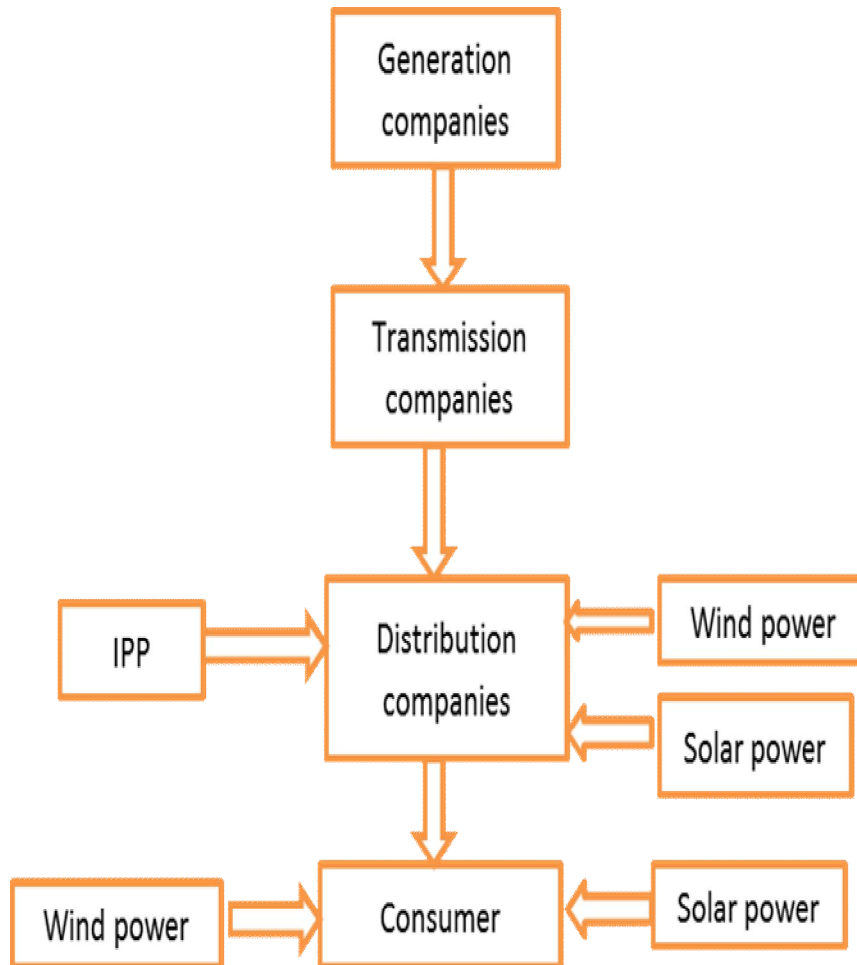 Generation
companies
Transmission
companies
IPP
Distribution
companies
Wind power
Solar power
Wind power
Consumer
Solar power